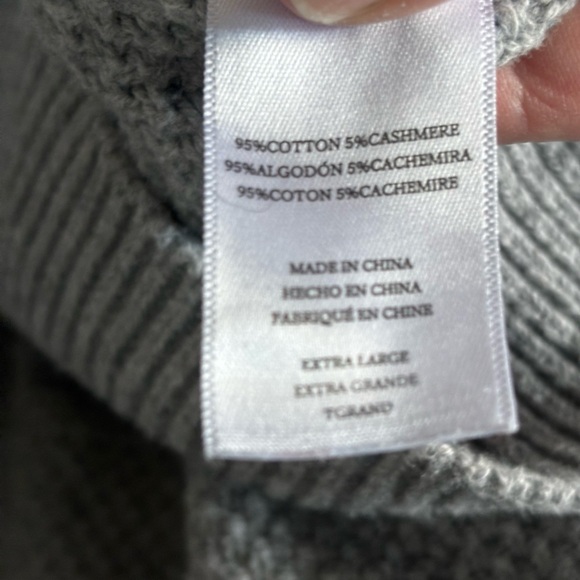 95%COTTON 5%CASHMERE
95%ALGODÓN 5%CACHEMIRA
95%COTON 5%CACHEMIRE
MADE IN CHINA
HECHO EN CHINA
FABRIQUÉ EN CHINE
EXTRA LARGE
EXTRA GRANDE
TGRAND